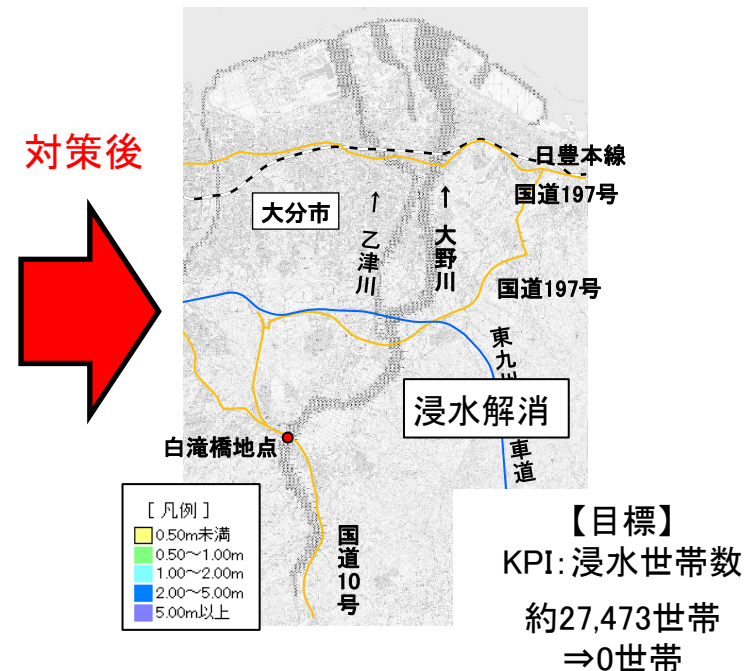 対策後
日豊本線
国道197号
大分市
↑ 乙津川
↑ 大野川
国道197号
東九
車道
浸水解消
白滝橋地点
[凡例]
0.50m未満
0.50～1.00m
1.00～2.00m
2.00～5.00m
5.00m以上
国道10号
【目標】
KPI:浸水世帯数
約27,473世帯
⇒0世帯